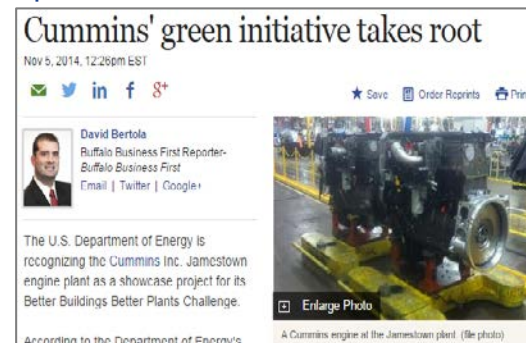 Cummins' green initiative takes root
Nov 5, 2014, 12:26pm EST
Save Order Reprints Prin
David Bertola
Buffalo Business First Reporter-
Buffalo Business First
Email | Twitter | Google+
The U.S. Department of Energy is
recognizing the Cummins Inc. Jamestown
engine plant as a showcase project for its
Better Buildings Better Plants Challenge.
According to the Department of Energy's
Enlarge Photo
A Cummins engine at the Jamestown plant. (file photo)